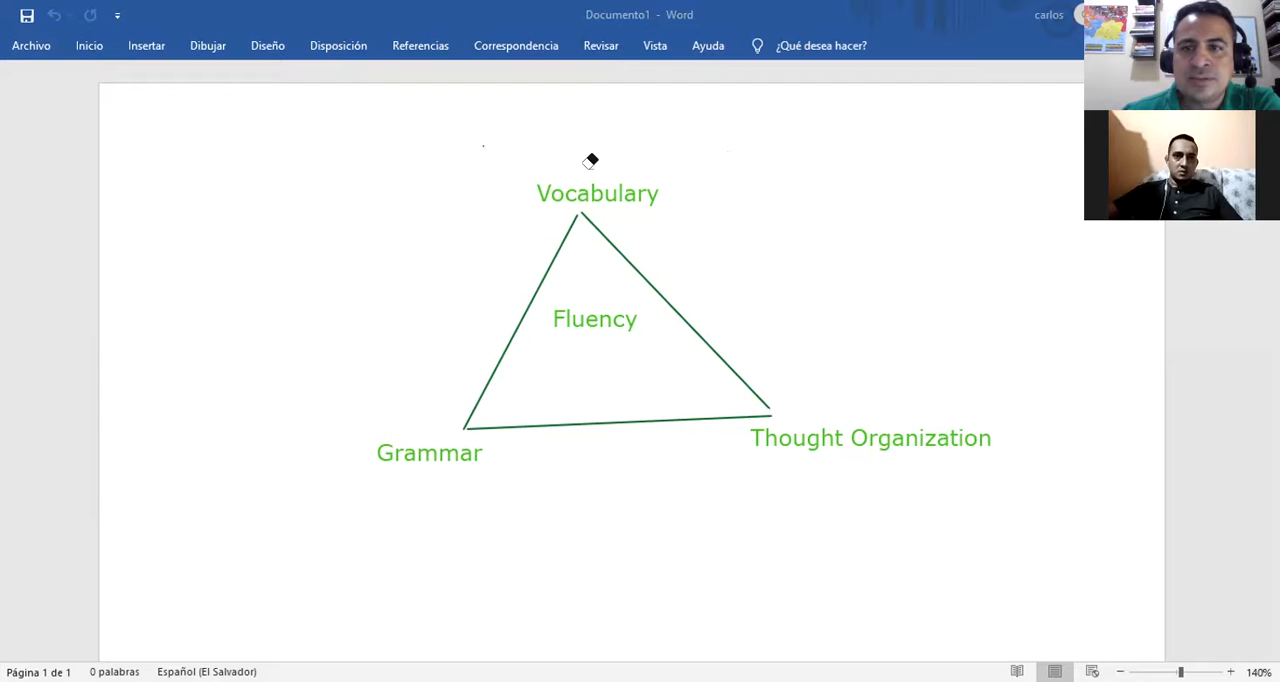 Documento1 - Word
carlos
Archivo Inicio Insertar Dibujar Diseño Disposición Referencias Correspondencia Revisar Vista Ayuda ¿Qué desea hacer?
Vocabulary
Fluency
Thought Organization
Grammar
Página 1 de 1 0 palabras Español (El Salvador) 140%